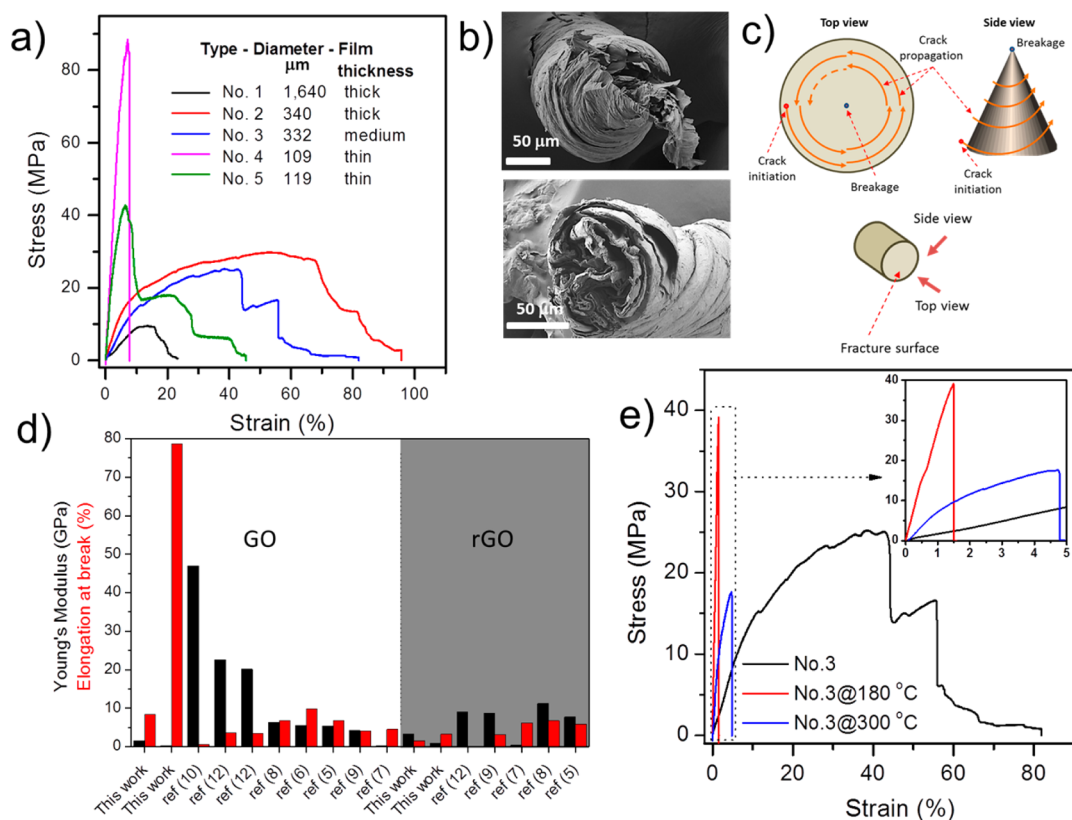 a)
Type - Diameter - Film
μm thickness
No. 1 1,640 thick
No. 2 340 thick
No. 3 332 medium
No. 4 109 thin
No. 5 119 thin
Stress (MPa)
80
60
40
20
0
0 20 40 60 80 100
Strain (%)
b)
50 μm
50 μm
c)
Top view
Side view
Crack
propagation
Breakage
Crack
initiation
Breakage
Crack
initiation
Side view
Top view
Fracture surface
d)
Young's Modulus (GPa)
Elongation at break (%)
80
70
60
50
40
30
20
10
0
GO
rGO
This work
This work
ref (10)
ref (12)
ref (12)
ref (8)
ref (6)
ref (5)
ref (9)
ref (7)
This work
This work
ref (12)
ref (9)
ref (7)
ref (8)
ref (5)
e)
Stress (MPa)
40
30
20
10
0
40
30
20
10
0
0 1 2 3 4 5
No.3
No.3@180 °C
No.3@300 °C
0 20 40 60 80
Strain (%)